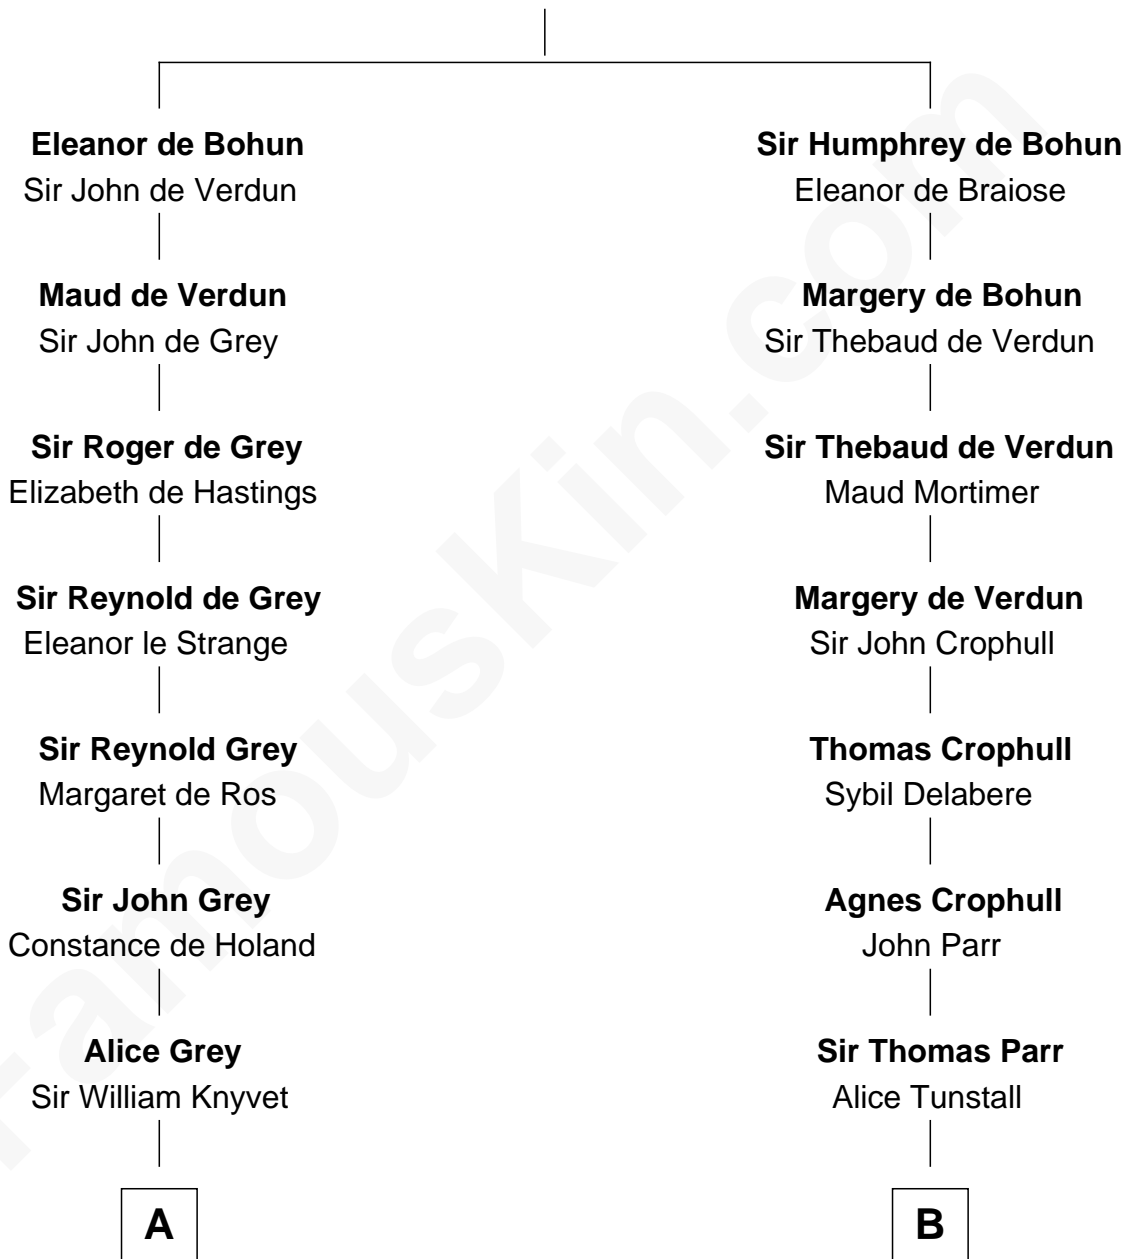 Eleanor de Bohun
Sir John de Verdun
Maud de Verdun
Sir John de Grey
Sir Roger de Grey
Elizabeth de Hastings
Sir Reynold de Grey
Eleanor le Strange
Sir Reynold Grey
Margaret de Ros
Sir John Grey
Constance de Holand
Alice Grey
Sir William Knyvet
A
Sir Humphrey de Bohun
Eleanor de Braiose
Margery de Bohun
Sir Thebaud de Verdun
Sir Thebaud de Verdun
Maud Mortimer
Margery de Verdun
Sir John Crophull
Thomas Crophull
Sybil Delabere
Agnes Crophull
John Parr
Sir Thomas Parr
Alice Tunstall
B
FamousKin.com